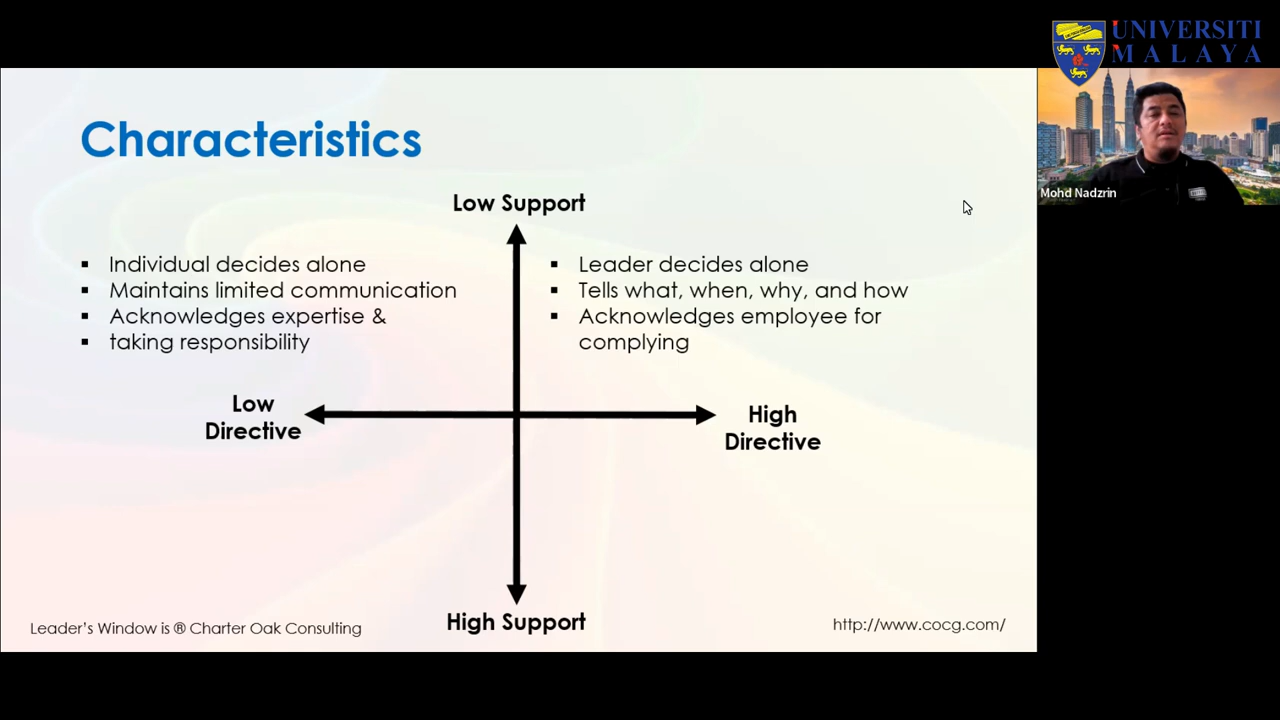 UNIVERSITI
MALAYA
Mohd Nadzrin
Characteristics
Low Support
▪ Individual decides alone
▪ Maintains limited communication
▪ Acknowledges expertise &
▪ taking responsibility
▪ Leader decides alone
▪ Tells what, when, why, and how
▪ Acknowledges employee for
complying
Low
Directive
High
Directive
High Support
Leader's Window is ® Charter Oak Consulting
http://www.cocg.com/